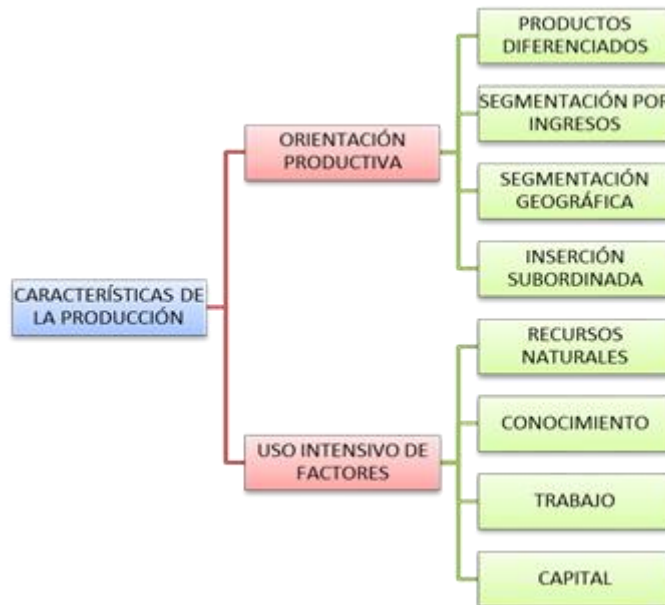 PRODUCTOS
DIFERENCIADOS
SEGMENTACIÓN POR
INGRESOS
ORIENTACIÓN
PRODUCTIVA
SEGMENTACIÓN
GEOGRÁFICA
INSERCIÓN
SUBORDINADA
CARACTERÍSTICAS DE
LA PRODUCCIÓN
RECURSOS
NATURALES
CONOCIMIENTO
USO INTENSIVO DE
FACTORES
TRABAJO
CAPITAL